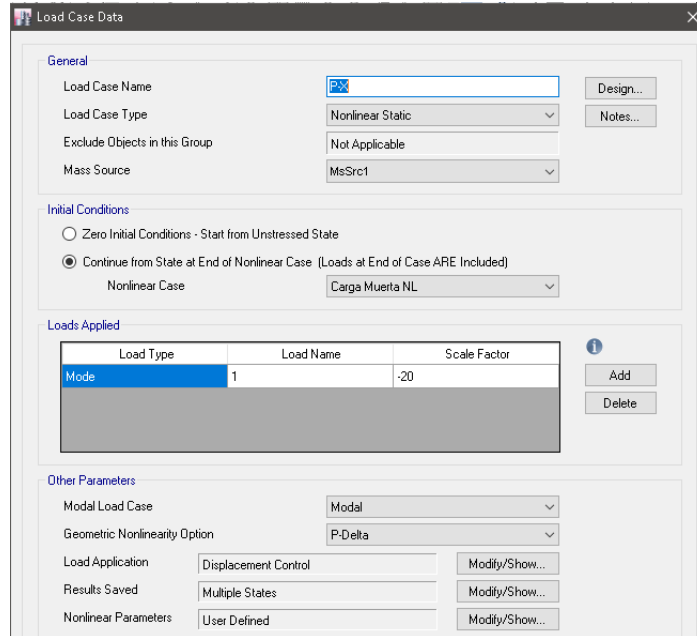 Load Case Data
General
Load Case Name P-X Design...
Load Case Type Nonlinear Static Notes...
Exclude Objects in this Group Not Applicable
Mass Source MsSrc1
Initial Conditions
Zero Initial Conditions - Start from Unstressed State
Continue from State at End of Nonlinear Case (Loads at End of Case ARE Included)
Nonlinear Case Carga Muerta NL
Loads Applied
Load Type Load Name Scale Factor
Mode 1 -20 Add
Delete
Other Parameters
Modal Load Case Modal
Geometric Nonlinearity Option P-Delta
Load Application Displacement Control Modify/Show...
Results Saved Multiple States Modify/Show...
Nonlinear Parameters User Defined Modify/Show...